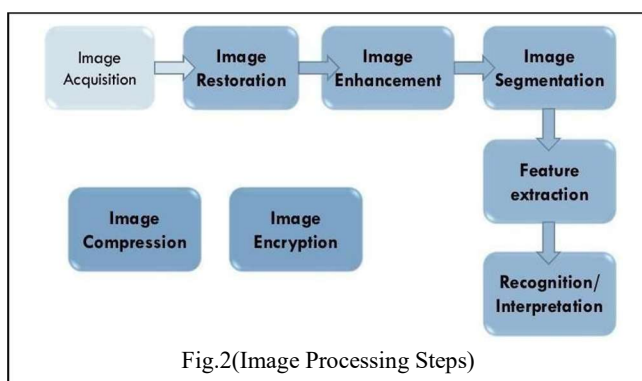 Image
Acquisition
Image
Restoration
Image
Enhancement
Image
Segmentation
Feature
extraction
Image
Compression
Image
Encryption
Recognition/
Interpretation
Fig.2(Image Processing Steps)